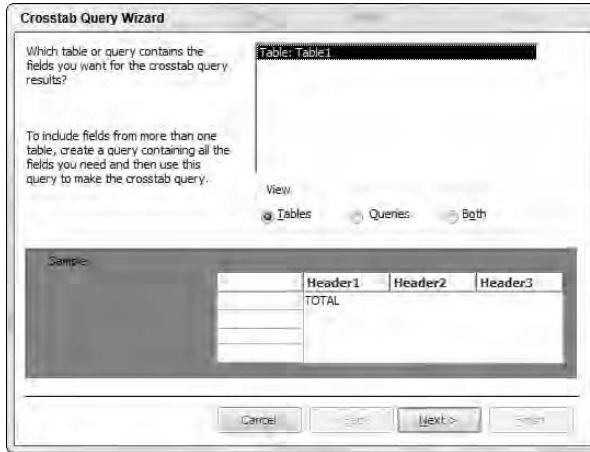 Crosstab Query Wizard
Which table or query contains the
fields you want for the crosstab query
results?
To include fields from more than one
table, create a query containing all the
fields you need and then use this
query to make the crosstab query.
Table: Table1
View
Tables Queries Both
Sample:
Header1 Header2 Header3
TOTAL
Cancel Next >